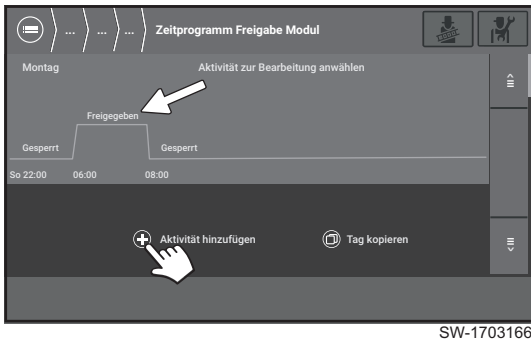 ... ... ... Zeitprogramm Freigabe Modul
Montag Aktivität zur Bearbeitung anwählen
Freigegeben
Gesperrt Gesperrt
So 22:00 06:00 08:00
Aktivität hinzufügen Tag kopieren
SW-1703166